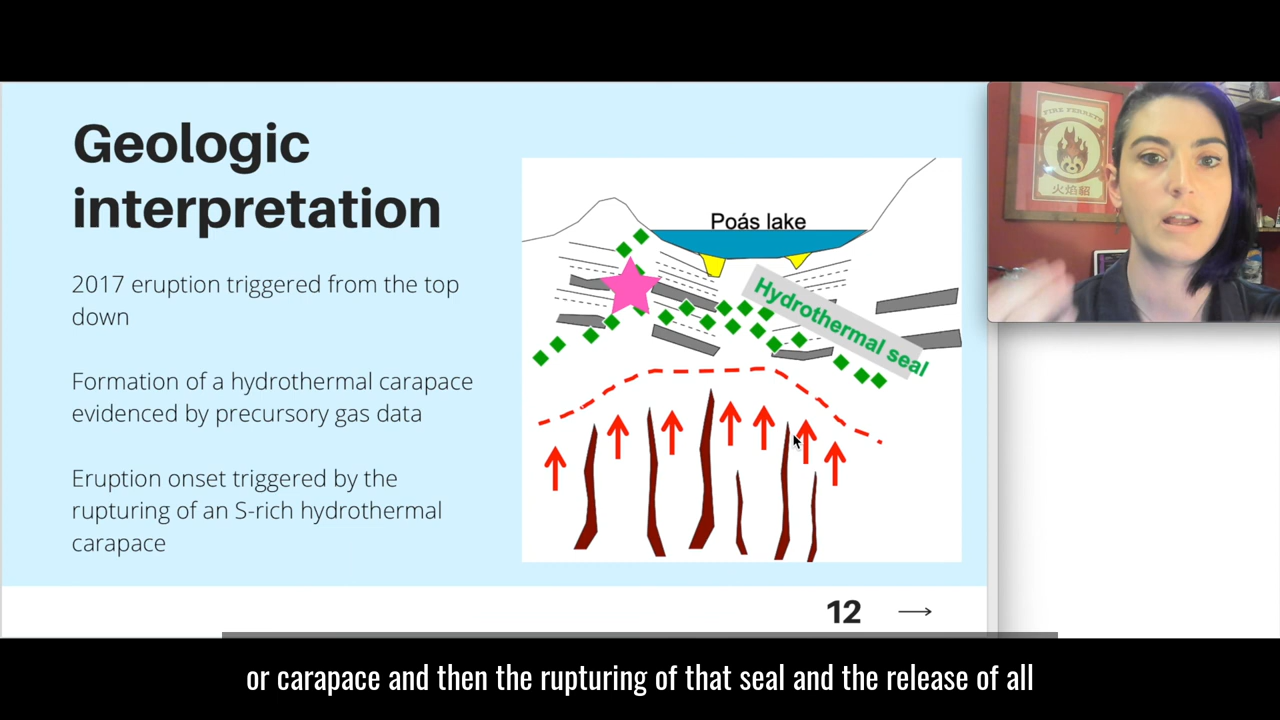 Geologic
interpretation
2017 eruption triggered from the top
down
Formation of a hydrothermal carapace
evidenced by precursory gas data
Eruption onset triggered by the
rupturing of an S-rich hydrothermal
carapace
Poás lake
Hydrothermal seal
12
FIRE FERRETS
火焰貂
or carapace and then the rupturing of that seal and the release of all